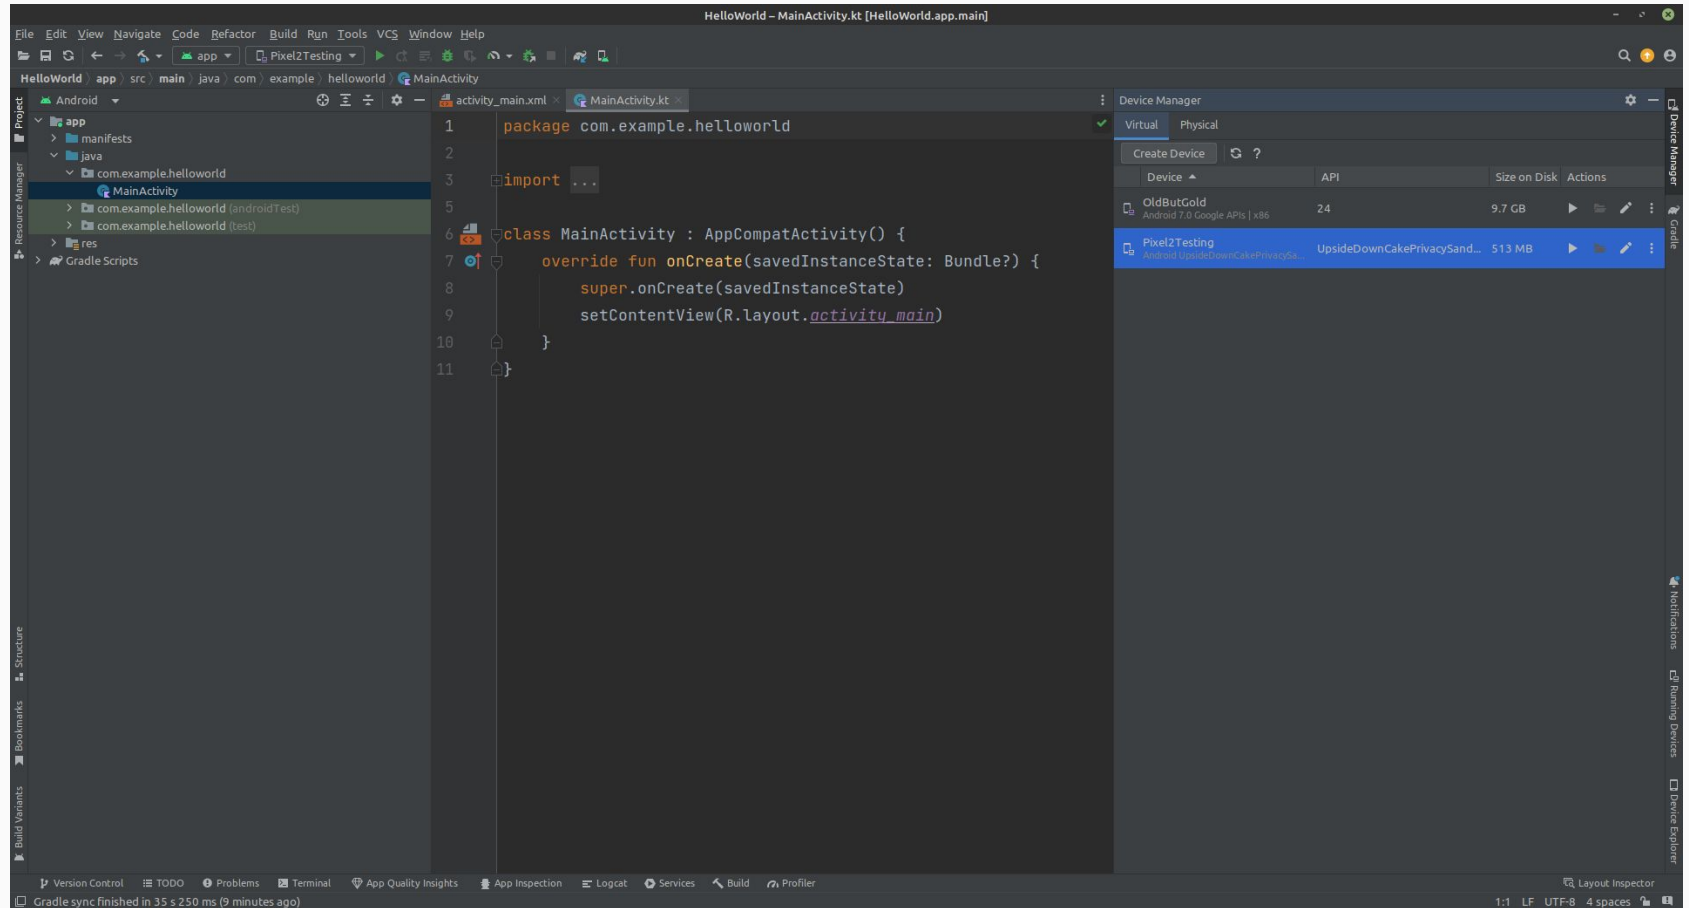 HelloWorld – MainActivity.kt [HelloWorld.app.main]
File Edit View Navigate Code Refactor Build Run Tools VCS Window Help
app Pixel2Testing
HelloWorld app src main java com example helloworld MainActivity
Project
Android
activity_main.xml MainActivity.kt
Device Manager
app
manifests
java
com.example.helloworld
MainActivity
com.example.helloworld (androidTest)
com.example.helloworld (test)
res
Gradle Scripts
Resource Manager
Structure
Bookmarks
Build Variants
1 package com.example.helloworld
2
3 import ...
5
6 class MainActivity : AppCompatActivity() {
7 override fun onCreate(savedInstanceState: Bundle?) {
8 super.onCreate(savedInstanceState)
9 setContentView(R.layout.activity_main)
10 }
11 }
Virtual Physical
Create Device ?
Device API Size on Disk Actions
OldButGold 24 9.7 GB
Android 7.0 Google APIs | x86
Pixel2Testing UpsideDownCakePrivacySand... 513 MB
Android UpsideDownCakePrivacySa...
Device Manager
Gradle
Notifications
Running Devices
Device Explorer
Version Control TODO Problems Terminal App Quality Insights App Inspection Logcat Services Build Profiler Layout Inspector
Gradle sync finished in 35 s 250 ms (9 minutes ago) 1:1 LF UTF-8 4 spaces